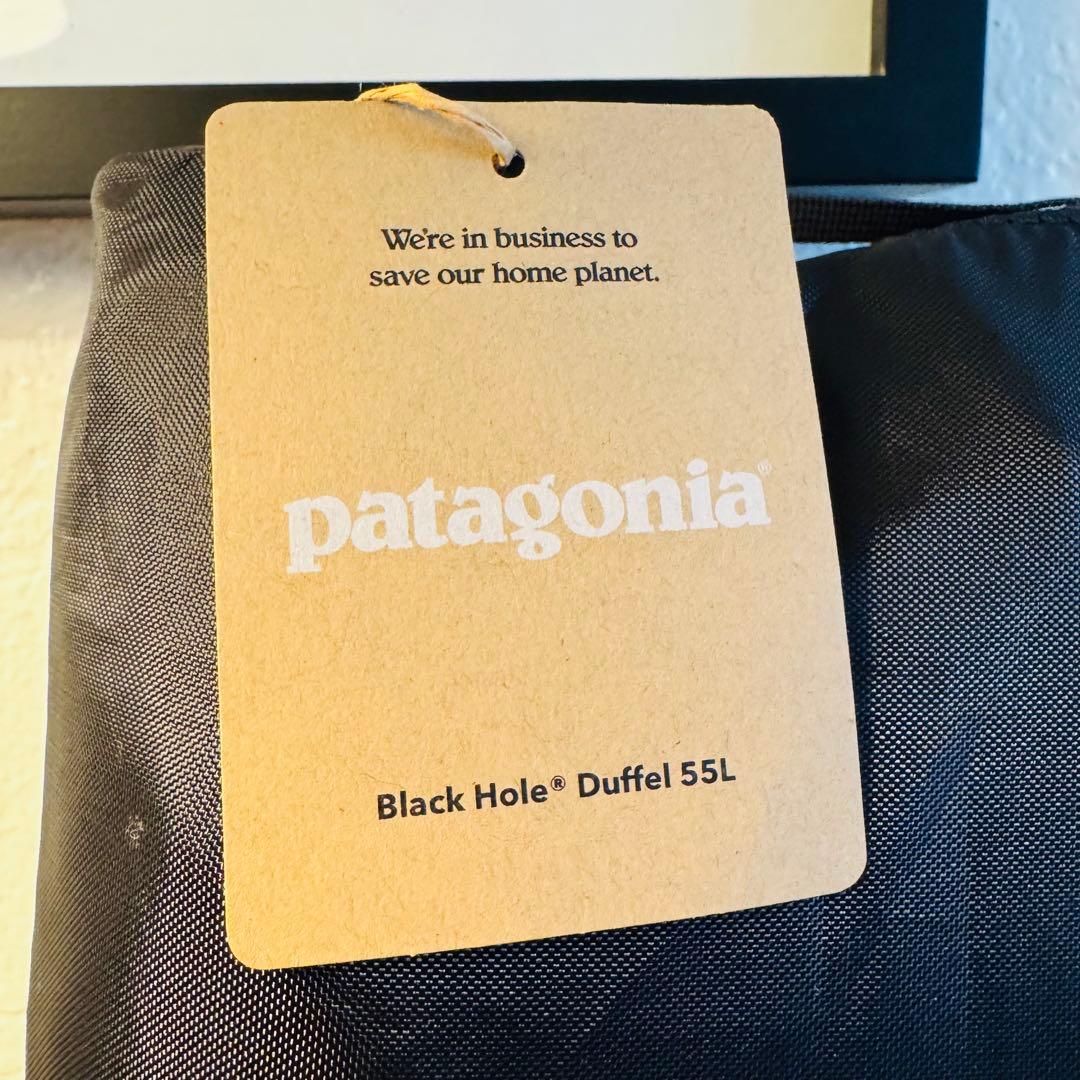 We're in business to
save our home planet.
patagonia®
Black Hole® Duffel 55L